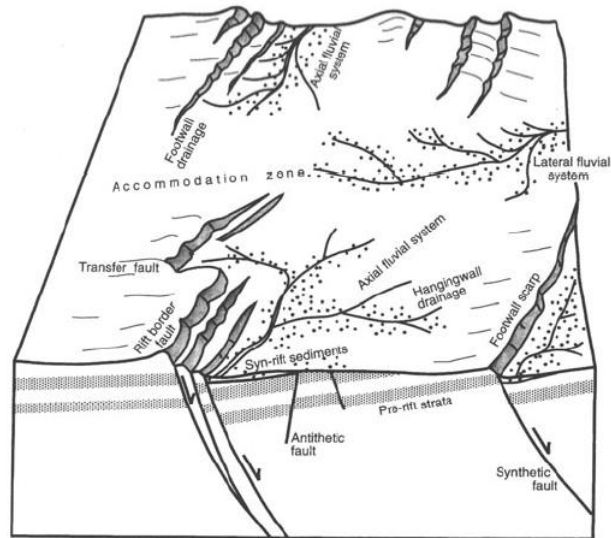 Axial fluvial
system
Footwall
drainage
Lateral fluvial
system
Accommodation zone
Transfer fault
Axial fluvial system
Hangingwall
drainage
Rift border
fault
Footwall scarp
Syn-rift sediments
Pre-rift strata
Antithetic
fault
Synthetic
fault